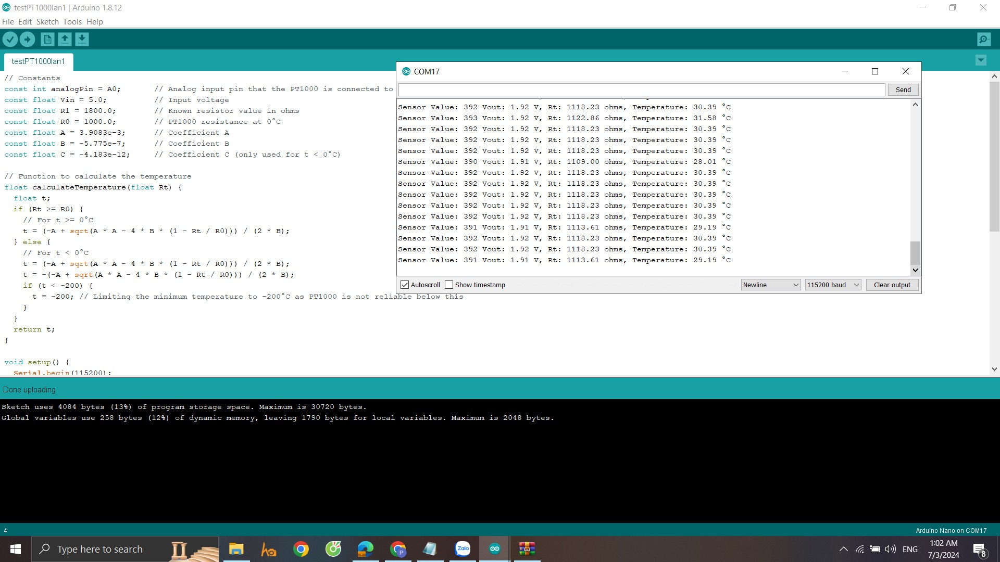 testPT1000lan1 | Arduino 1.8.12
File Edit Sketch Tools Help
testPT1000lan1
// Constants
const int analogPin = A0; // Analog input pin that the PT1000 is connected to
const float Vin = 5.0; // Input voltage
const float R1 = 1800.0; // Known resistor value in ohms
const float R0 = 1000.0; // PT1000 resistance at 0°C
const float A = 3.9083e-3; // Coefficient A
const float B = -5.775e-7; // Coefficient B
const float C = -4.183e-12; // Coefficient C (only used for t < 0°C)
// Function to calculate the temperature
float calculateTemperature(float Rt) {
float t;
if (Rt >= R0) {
// For t >= 0°C
t = (-A + sqrt(A * A - 4 * B * (1 - Rt / R0))) / (2 * B);
} else {
// For t < 0°C
t = (-A + sqrt(A * A - 4 * B * (1 - Rt / R0))) / (2 * B);
t = -(-A + sqrt(A * A - 4 * B * (1 - Rt / R0))) / (2 * B);
if (t < -200) {
t = -200; // Limiting the minimum temperature to -200°C as PT1000 is not reliable below this
}
}
return t;
}
void setup() {
Serial.begin(115200);
COM17
Send
Sensor Value: 392 Vout: 1.92 V, Rt: 1118.23 ohms, Temperature: 30.39 °C
Sensor Value: 393 Vout: 1.92 V, Rt: 1122.86 ohms, Temperature: 31.58 °C
Sensor Value: 392 Vout: 1.92 V, Rt: 1118.23 ohms, Temperature: 30.39 °C
Sensor Value: 392 Vout: 1.92 V, Rt: 1118.23 ohms, Temperature: 30.39 °C
Sensor Value: 392 Vout: 1.92 V, Rt: 1118.23 ohms, Temperature: 30.39 °C
Sensor Value: 390 Vout: 1.91 V, Rt: 1109.00 ohms, Temperature: 28.01 °C
Sensor Value: 392 Vout: 1.92 V, Rt: 1118.23 ohms, Temperature: 30.39 °C
Sensor Value: 392 Vout: 1.92 V, Rt: 1118.23 ohms, Temperature: 30.39 °C
Sensor Value: 392 Vout: 1.92 V, Rt: 1118.23 ohms, Temperature: 30.39 °C
Sensor Value: 392 Vout: 1.92 V, Rt: 1118.23 ohms, Temperature: 30.39 °C
Sensor Value: 392 Vout: 1.92 V, Rt: 1118.23 ohms, Temperature: 30.39 °C
Sensor Value: 391 Vout: 1.91 V, Rt: 1113.61 ohms, Temperature: 29.19 °C
Sensor Value: 392 Vout: 1.92 V, Rt: 1118.23 ohms, Temperature: 30.39 °C
Sensor Value: 392 Vout: 1.92 V, Rt: 1118.23 ohms, Temperature: 30.39 °C
Sensor Value: 391 Vout: 1.91 V, Rt: 1113.61 ohms, Temperature: 29.19 °C
Autoscroll Show timestamp Newline 115200 baud Clear output
Done uploading.
Sketch uses 4084 bytes (13%) of program storage space. Maximum is 30720 bytes.
Global variables use 258 bytes (12%) of dynamic memory, leaving 1790 bytes for local variables. Maximum is 2048 bytes.
4
Arduino Nano on COM17
Type here to search
ha
P
Zalo
ENG
1:02 AM
7/3/2024
8